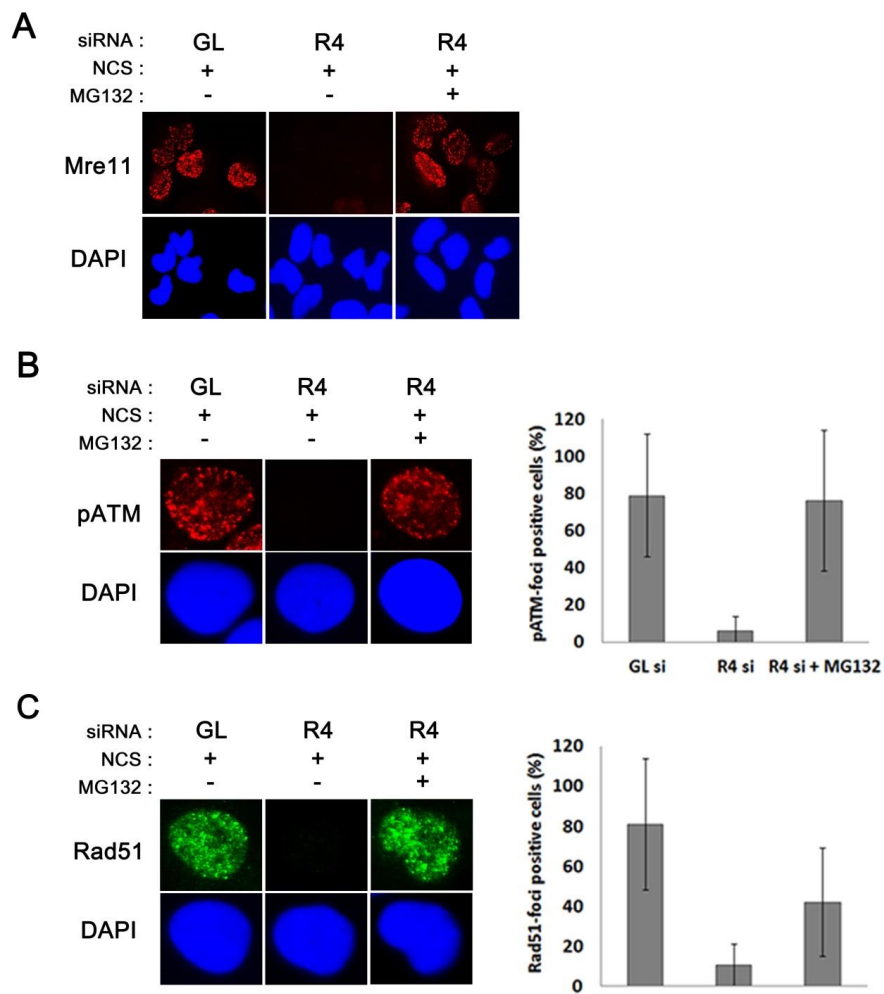 A
siRNA : GL R4 R4
NCS : + + +
MG132 : - - +
Mre11
DAPI
B
siRNA : GL R4 R4
NCS : + + +
MG132 : - - +
pATM
DAPI
pATM-foci positive cells (%)
120
100
80
60
40
20
0
GL si R4 si R4 si + MG132
C
siRNA : GL R4 R4
NCS : + + +
MG132 : - - +
Rad51
DAPI
Rad51-foci positive cells (%)
120
100
80
60
40
20
0